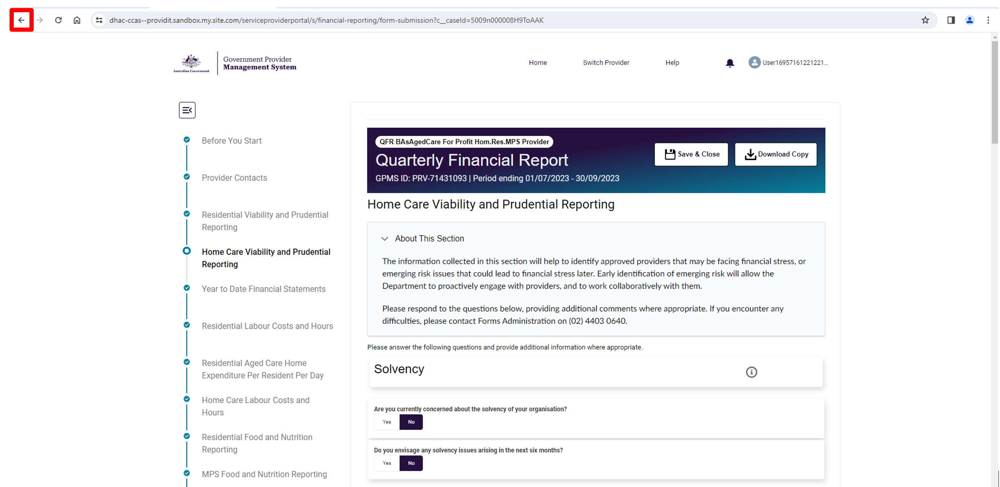 dhac-ccas--providit.sandbox.my.site.com/serviceproviderportal/s/financial-reporting/form-submission?c__caseId=5009n000008H9ToAAK
Australian Government
Government Provider
Management System
Home
Switch Provider
Help
User16957161221221...
Before You Start
Provider Contacts
Residential Viability and Prudential
Reporting
Home Care Viability and Prudential
Reporting
Year to Date Financial Statements
Residential Labour Costs and Hours
Residential Aged Care Home
Expenditure Per Resident Per Day
Home Care Labour Costs and
Hours
Residential Food and Nutrition
Reporting
MPS Food and Nutrition Reporting
QFR BAsAgedCare For Profit Hom.Res.MPS Provider
Quarterly Financial Report
GPMS ID: PRV-71431093 | Period ending 01/07/2023 - 30/09/2023
Save & Close
Download Copy
Home Care Viability and Prudential Reporting
About This Section
The information collected in this section will help to identify approved providers that may be facing financial stress, or
emerging risk issues that could lead to financial stress later. Early identification of emerging risk will allow the
Department to proactively engage with providers, and to work collaboratively with them.
Please respond to the questions below, providing additional comments where appropriate. If you encounter any
difficulties, please contact Forms Administration on (02) 4403 0640.
Please answer the following questions and provide additional information where appropriate.
Solvency
Are you currently concerned about the solvency of your organisation?
Yes No
Do you envisage any solvency issues arising in the next six months?
Yes No